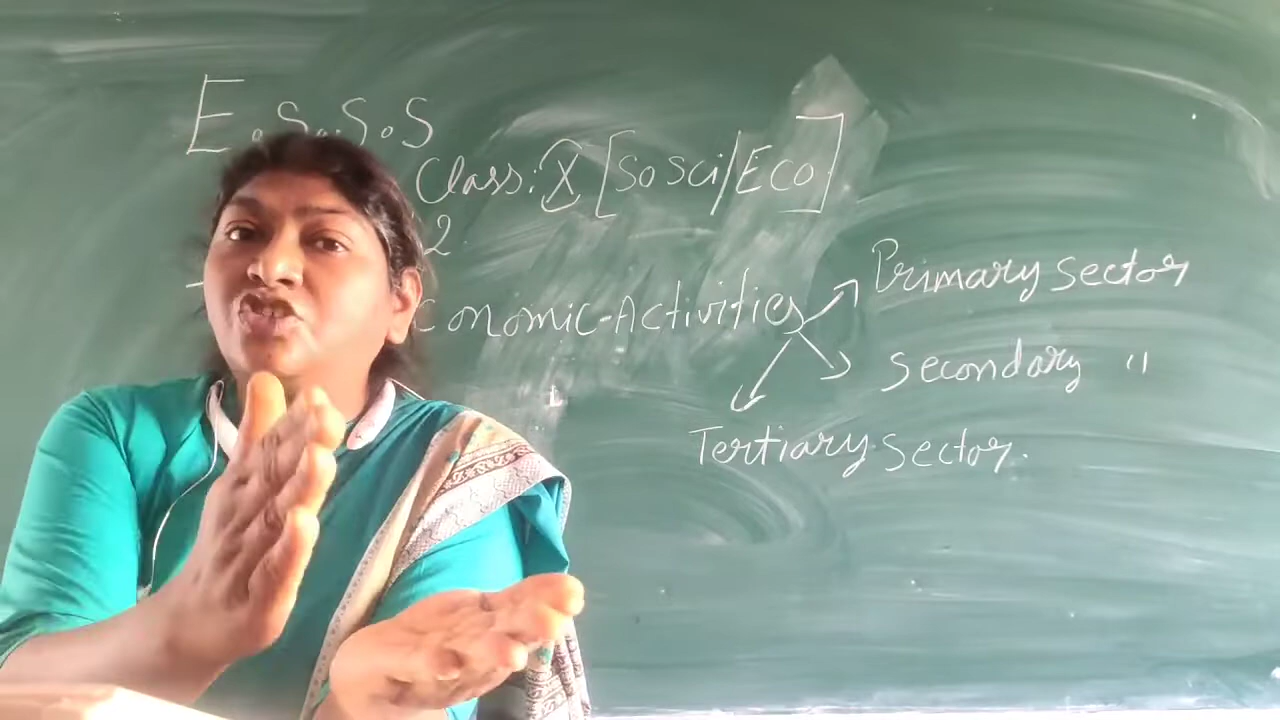 E.S.S.S
Class: X [So Sci/Eco]
2
conomic-Activities
Primary sector
secondary "
Tertiary sector.